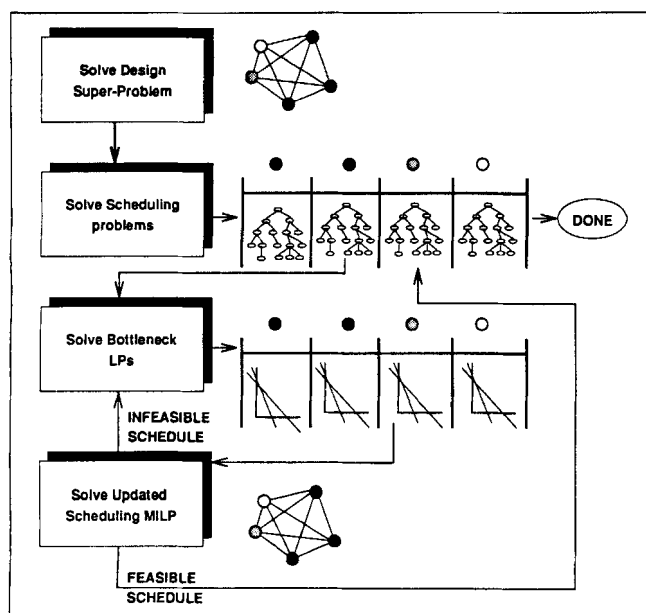 Solve Design
Super-Problem
Solve Scheduling
problems
DONE
Solve Bottleneck
LPs
INFEASIBLE
SCHEDULE
Solve Updated
Scheduling MILP
FEASIBLE
SCHEDULE